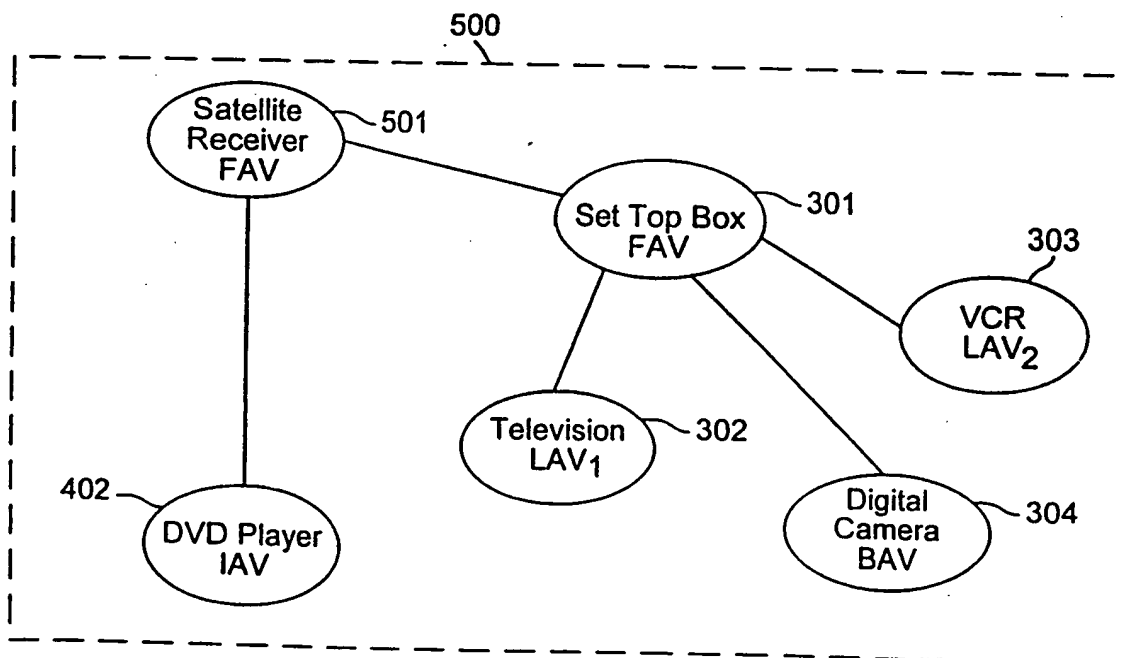 500
Satellite
Receiver
FAV
501
Set Top Box
FAV
301
303
VCR
LAV₂
Television
LAV₁
302
402
DVD Player
IAV
Digital
Camera
BAV
304